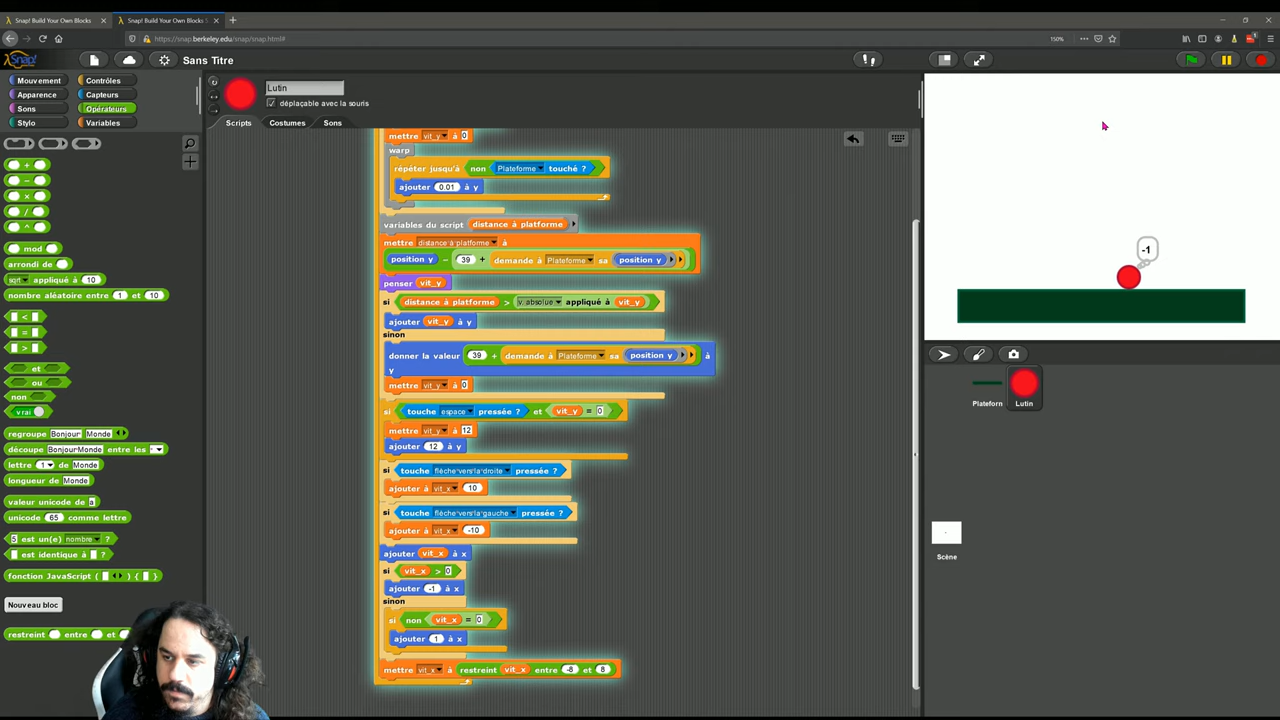 Snap! Build Your Own Blocks
Snap! Build Your Own Blocks
https://snap.berkeley.edu/snap/snap.html#
150%
Snap!
Sans Titre
Mouvement
Contrôles
Apparence
Capteurs
Sons
Opérateurs
Stylo
Variables
Lutin
déplaçable avec la souris
Scripts
Costumes
Sons
+
−
×
/
^
mod
arrondi de
sqrt appliqué à 10
nombre aléatoire entre 1 et 10
<
=
>
et
ou
non
vrai
regroupe Bonjour Monde
découpe BonjourMonde entre les
lettre 1 de Monde
longueur de Monde
valeur unicode de a
unicode 65 comme lettre
5 est un(e) nombre ?
est identique à ?
fonction JavaScript ( ) { }
Nouveau bloc
restreint entre et
mettre vit_y à 0
warp
répéter jusqu'à non Plateforme touché ?
ajouter 0.01 à y
variables du script distance à platforme
mettre distance à platforme à
position y − 39 + demande à Plateforme sa position y
penser vit_y
si distance à platforme > absolue appliqué à vit_y
ajouter vit_y à y
sinon
donner la valeur 39 + demande à Plateforme sa position y à
y
mettre vit_y à 0
si touche espace pressée ? et vit_y = 0
mettre vit_y à 12
ajouter 12 à y
si touche flèche vers la droite pressée ?
ajouter à vit_x 10
si touche flèche vers la gauche pressée ?
ajouter à vit_x -10
ajouter vit_x à x
si vit_x > 0
ajouter -1 à x
sinon
si non vit_x = 0
ajouter 1 à x
mettre vit_x à restreint vit_x entre -8 et 8
-1
Plateform
Lutin
Scène